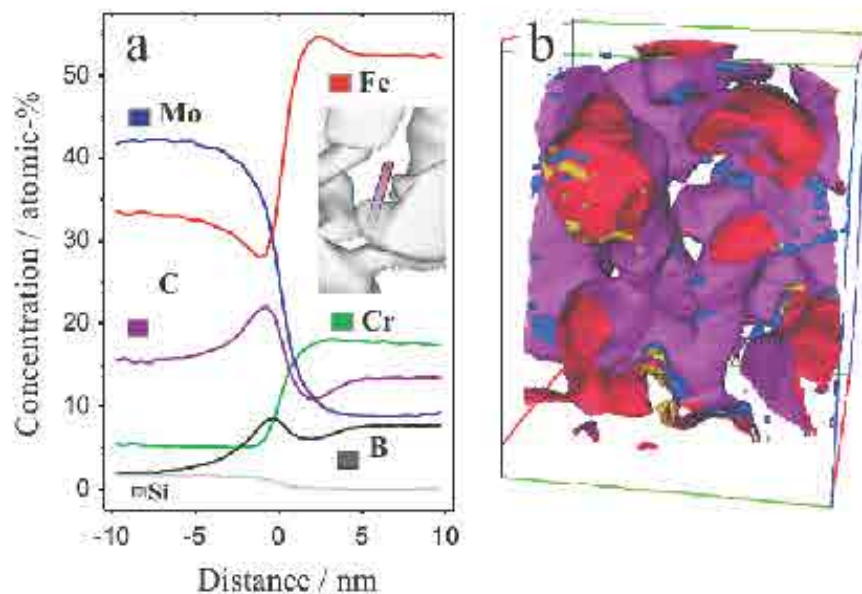 a
b
50
40
30
20
10
0
Concentration / atomic-%
Fe
Mo
C
Cr
B
Si
-10
-5
0
5
10
Distance / nm